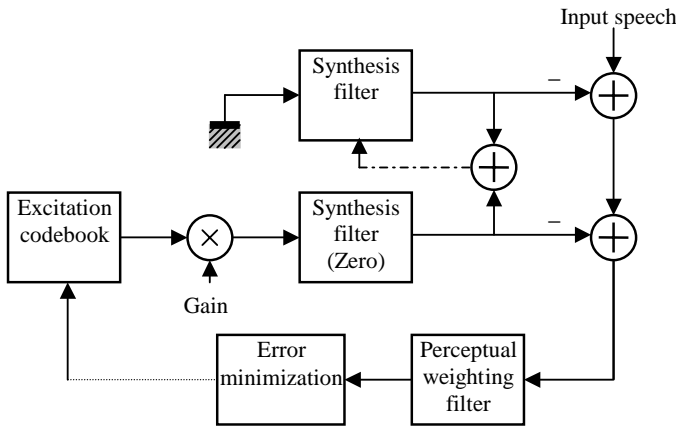 Input speech
Synthesis
filter
–
Excitation
codebook
Synthesis
filter
(Zero)
–
Gain
Error
minimization
Perceptual
weighting
filter